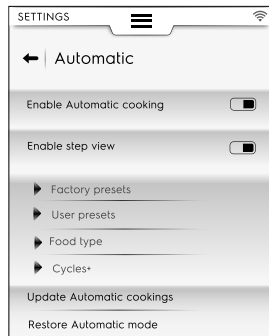 SETTINGS
Automatic
Enable Automatic cooking
Enable step view
Factory presets
User presets
Food type
Cycles+
Update Automatic cookings
Restore Automatic mode